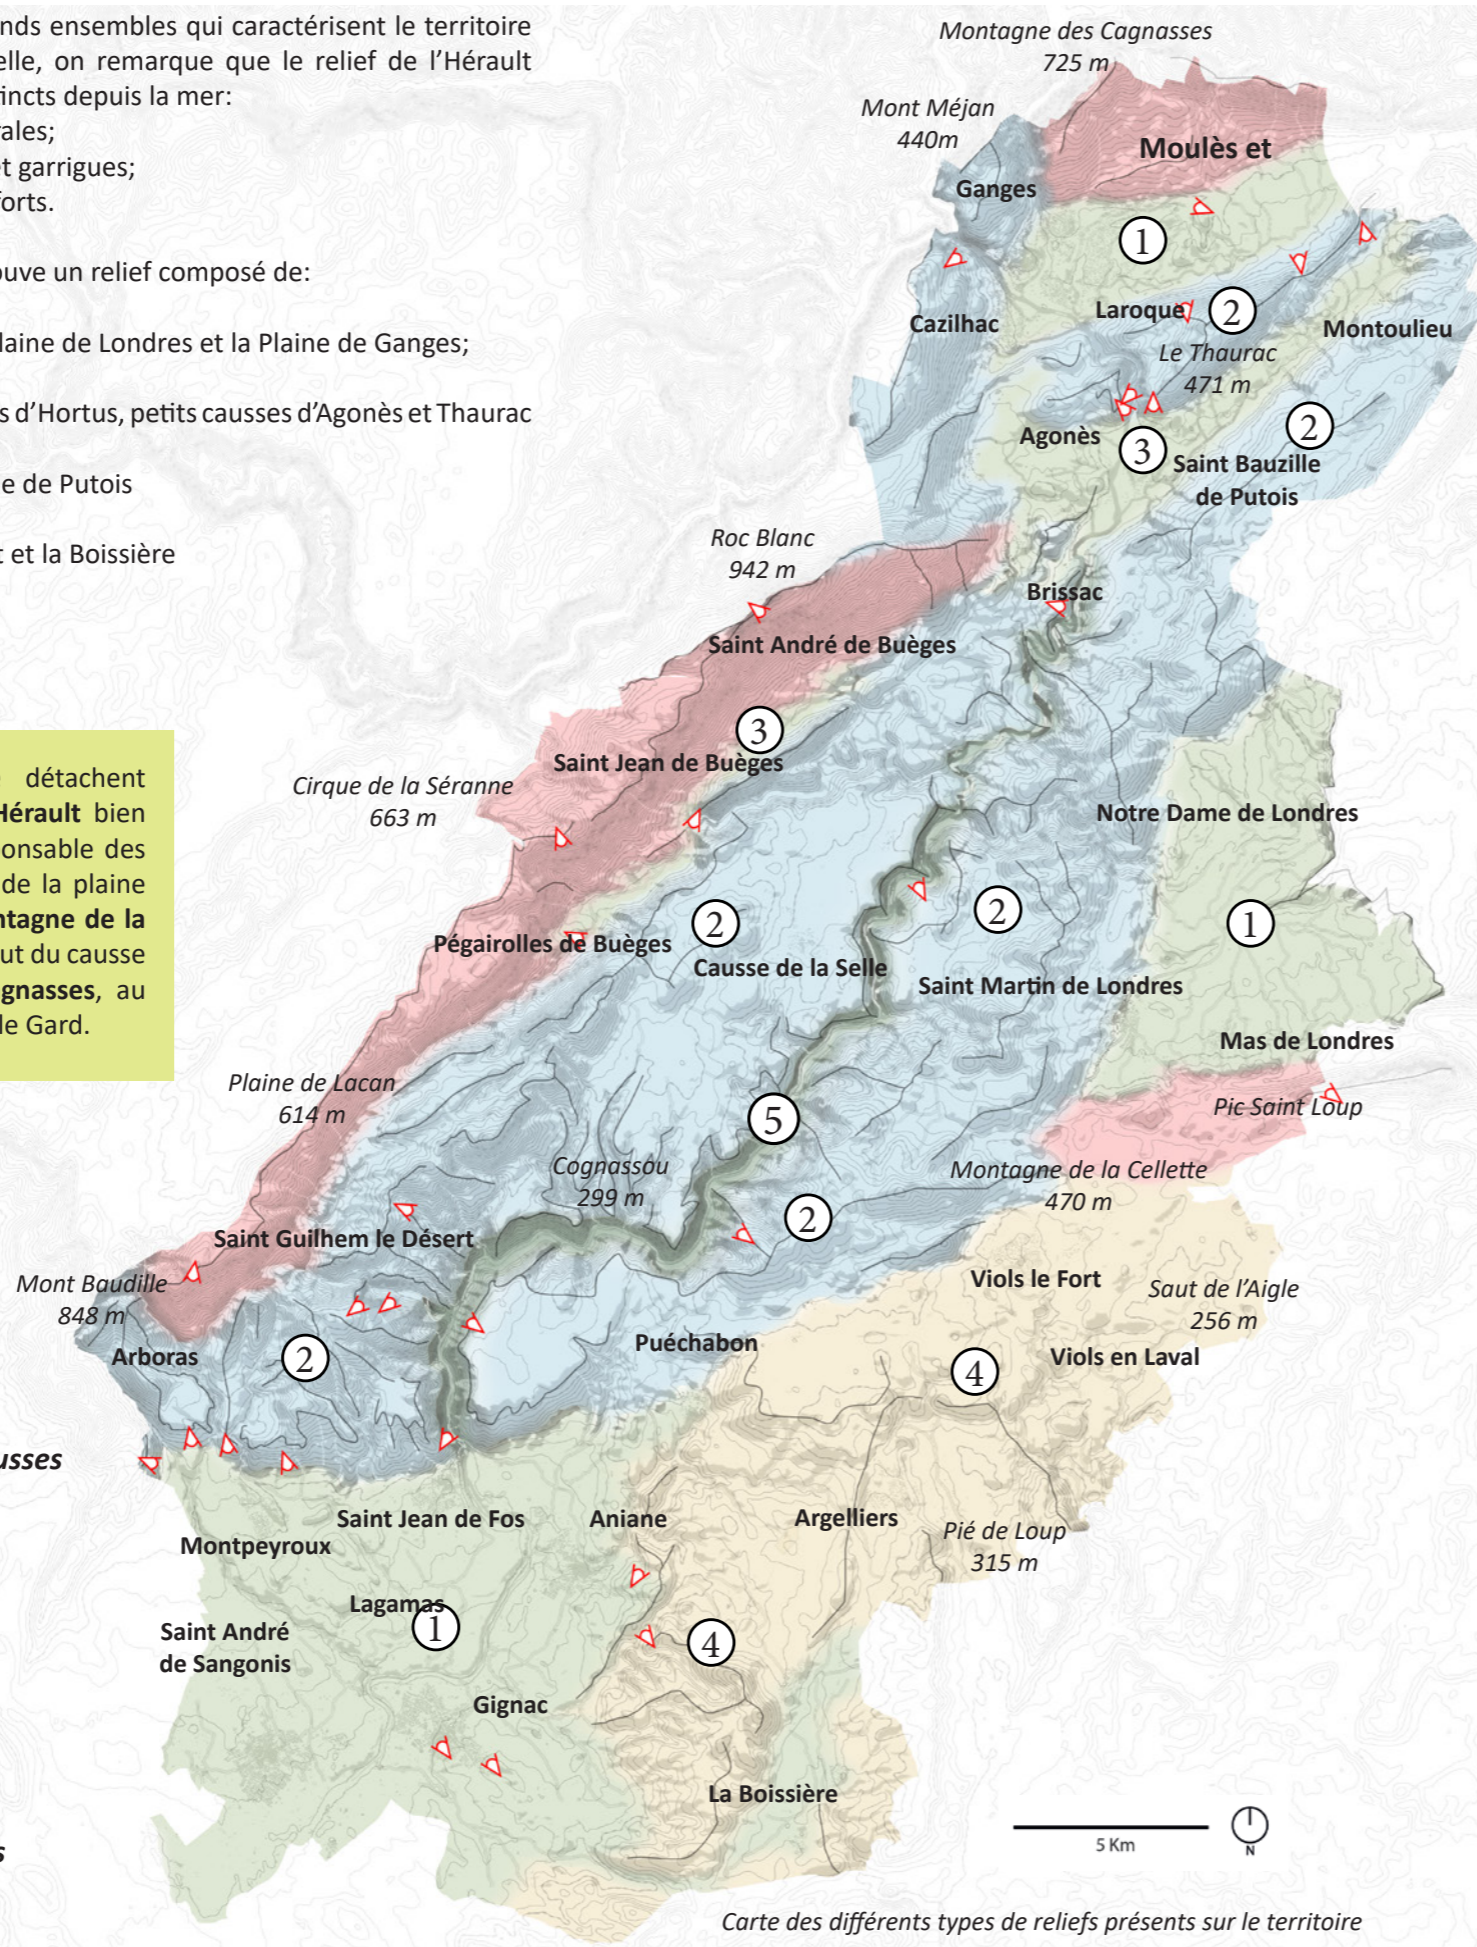 nds ensembles qui caractérisent le territoire
elle, on remarque que le relief de l'Hérault
incts depuis la mer:
rales;
et garrigues;
forts.
ouve un relief composé de:
laine de Londres et la Plaine de Ganges;
s d'Hortus, petits causses d'Agonès et Thaurac
e de Putois
t et la Boissière
détachent
Hérault bien
ponsable des
de la plaine
ntagne de la
ut du causse
gnasses, au
le Gard.
usses
s
Montagne des Cagnasses
725 m
Mont Méjan
440m
Moulès et
Ganges
1
Cazilhac
Laroque
2
Montoulieu
Le Thaurac
471 m
Agonès
3
2
Saint Bauzille
de Putois
Roc Blanc
942 m
Brissac
Saint André de Buèges
3
Saint Jean de Buèges
Cirque de la Séranne
663 m
Notre Dame de Londres
2
2
1
Pégairolles de Buèges
Causse de la Selle
Saint Martin de Londres
Mas de Londres
Plaine de Lacan
614 m
Pic Saint Loup
5
Cognassou
299 m
Montagne de la Cellette
470 m
2
Saint Guilhem le Désert
Mont Baudille
848 m
Viols le Fort
Saut de l'Aigle
256 m
Arboras
2
Puéchabon
Viols en Laval
4
Saint Jean de Fos
Aniane
Argelliers
Montpeyroux
Pié de Loup
315 m
Lagamas
1
Saint André
de Sangonis
4
Gignac
La Boissière
5 Km
N
Carte des différents types de reliefs présents sur le territoire